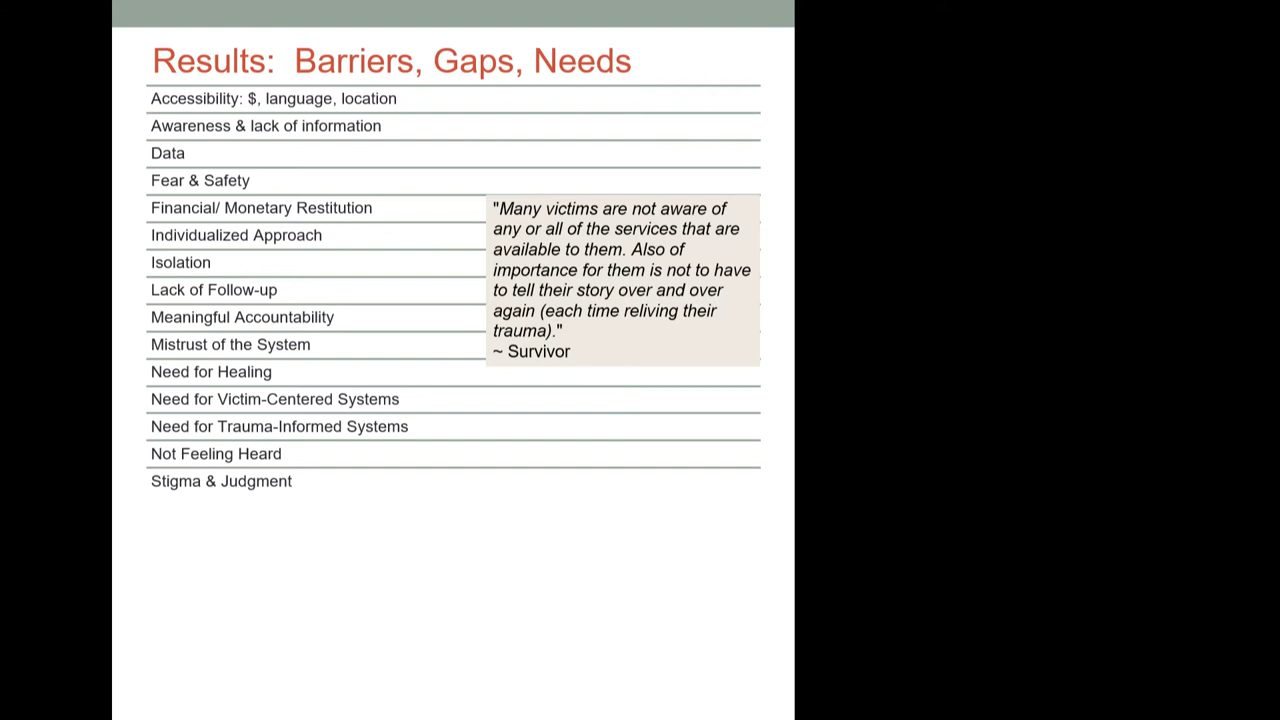 Results:  Barriers, Gaps, Needs
Accessibility: $, language, location
Awareness & lack of information
Data
Fear & Safety
Financial/ Monetary Restitution
Individualized Approach
Isolation
Lack of Follow-up
Meaningful Accountability
Mistrust of the System
Need for Healing
Need for Victim-Centered Systems
Need for Trauma-Informed Systems
Not Feeling Heard
Stigma & Judgment
"Many victims are not aware of
any or all of the services that are
available to them. Also of
importance for them is not to have
to tell their story over and over
again (each time reliving their
trauma)."
~ Survivor